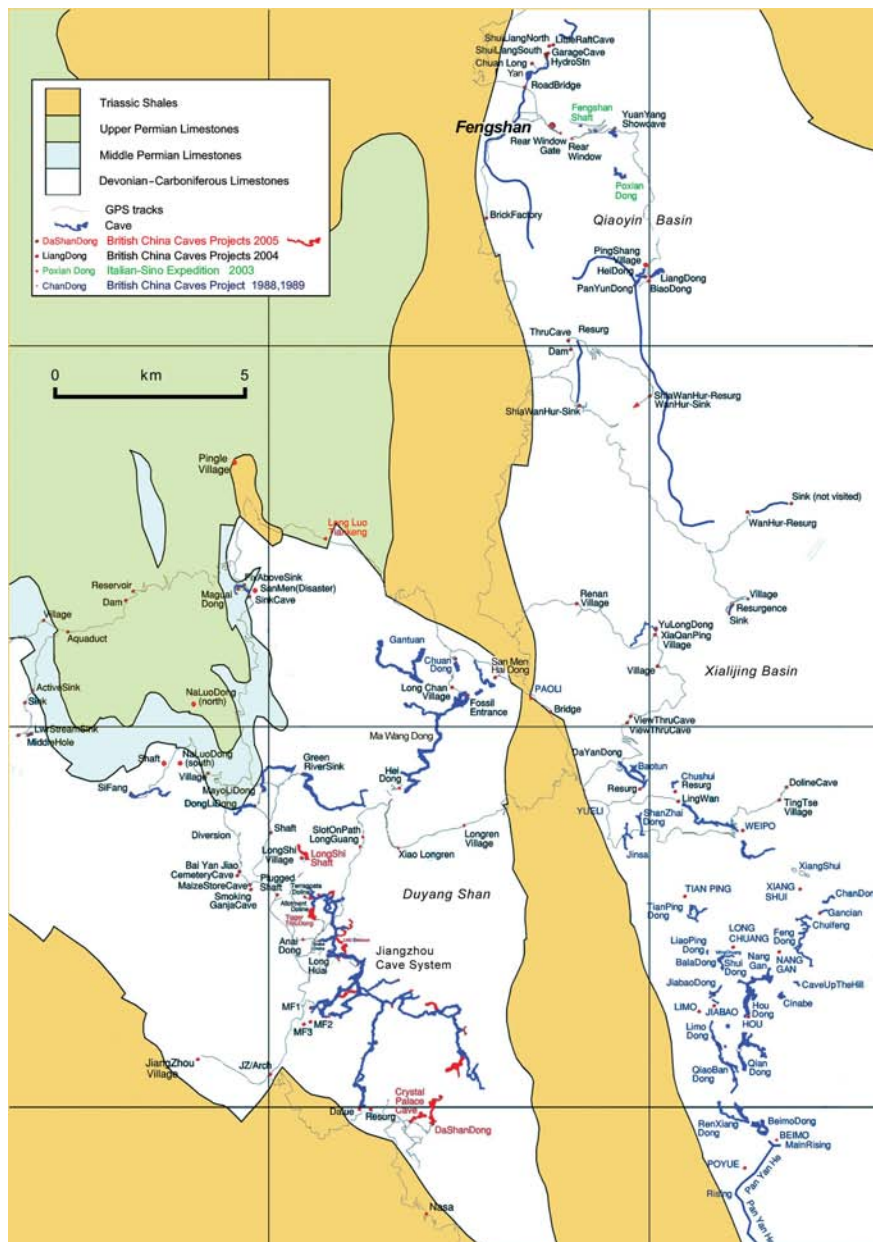 ShuiLiangNorth
LittleRaftCave
ShuiLiangSouth
GarageCave
Chuan Long
Yan
HydroStn
RoadBridge
Triassic Shales
Upper Permian Limestones
Middle Permian Limestones
Devonian–Carboniferous Limestones
GPS tracks
Cave
DaShanDong British China Caves Projects 2005
LiangDong British China Caves Projects 2004
Poxian Dong Italian-Sino Expedition 2003
ChanDong British China Caves Project 1988,1989
Fengshan
Fengshan
Shaft
YuanYang
Showcave
Rear Window
Gate
Rear
Window
Poxian
Dong
BrickFactory
Qiaoyin Basin
PingShang
Village
HeiDong
LiangDong
PanYunDong
BiaoDong
ThruCave
Resurg
Dam
0 km 5
ShiaWanHur-Sink
ShiaWanHur-Resurg
WanHur-Sink
Pingle
Village
Long Luo
Tiankeng
Sink (not visited)
WanHur-Resurg
Reservoir
Dam
Magual
Dong
PitAboveSink
SanMen(Disaster)
SinkCave
Village
Aquaduct
Renan
Village
Village
Resurgence
Sink
YuLongDong
XiaQanPing
Village
Village
Xialijing Basin
Gantuan
Chuan
Dong
San Men
Hai Dong
Long Chan
Village
Fossil
Entrance
PAOLI
Bridge
ActiveSink
Sink
NaLuoDong
(north)
LwrStreamSink
MiddleHole
Ma Wang Dong
ViewThruCave
ViewThruCave
Shaft
NaLuoDong
(south)
Village
MayoLiDong
DongLiDong
SiFang
Green
RiverSink
Hei
Dong
DaYanDong
Baotun
Resurg
Chushui
Resurg
LingWan
DolineCave
TingTse
Village
YUELI
ShanZhai
Dong
WEIPO
Jinsa
Diversion
Shaft
SlotOnPath
LongGuang
LongShi
Village
LongShi
Shaft
Xiao Longren
Longren
Village
Bai Yan Jiao
CemeteryCave
MaizeStoreCave
Smoking
GanjaCave
Plugged
Shaft
Allotment
Doline
Duyang Shan
XiangShui
TIAN PING
XIANG
SHUI
ChanDong
TianPing
Dong
Gancian
Chuifeng
Anai
Dong
Long
Huai
Jiangzhou
Cave System
LONG
CHUANG
Feng
Dong
LiaoPing
Dong
BalaDong
Shui
Dong
Nang
Gan
NANG
GAN
JiabaoDong
CaveUpTheHill
Cinabe
MF1
MF2
MF3
LIMO
JIABAO
Hou
Dong
HOU
Limo
Dong
QiaoBan
Dong
Qian
Dong
JiangZhou
Village
JZ/Arch
Crystal
Palace
Cave
Resurg
DaShanDong
RenXiang
Dong
BeimoDong
BEIMO
MainRising
POYUE
Rising
Pan Yan He
Pan Yan He
Nasa